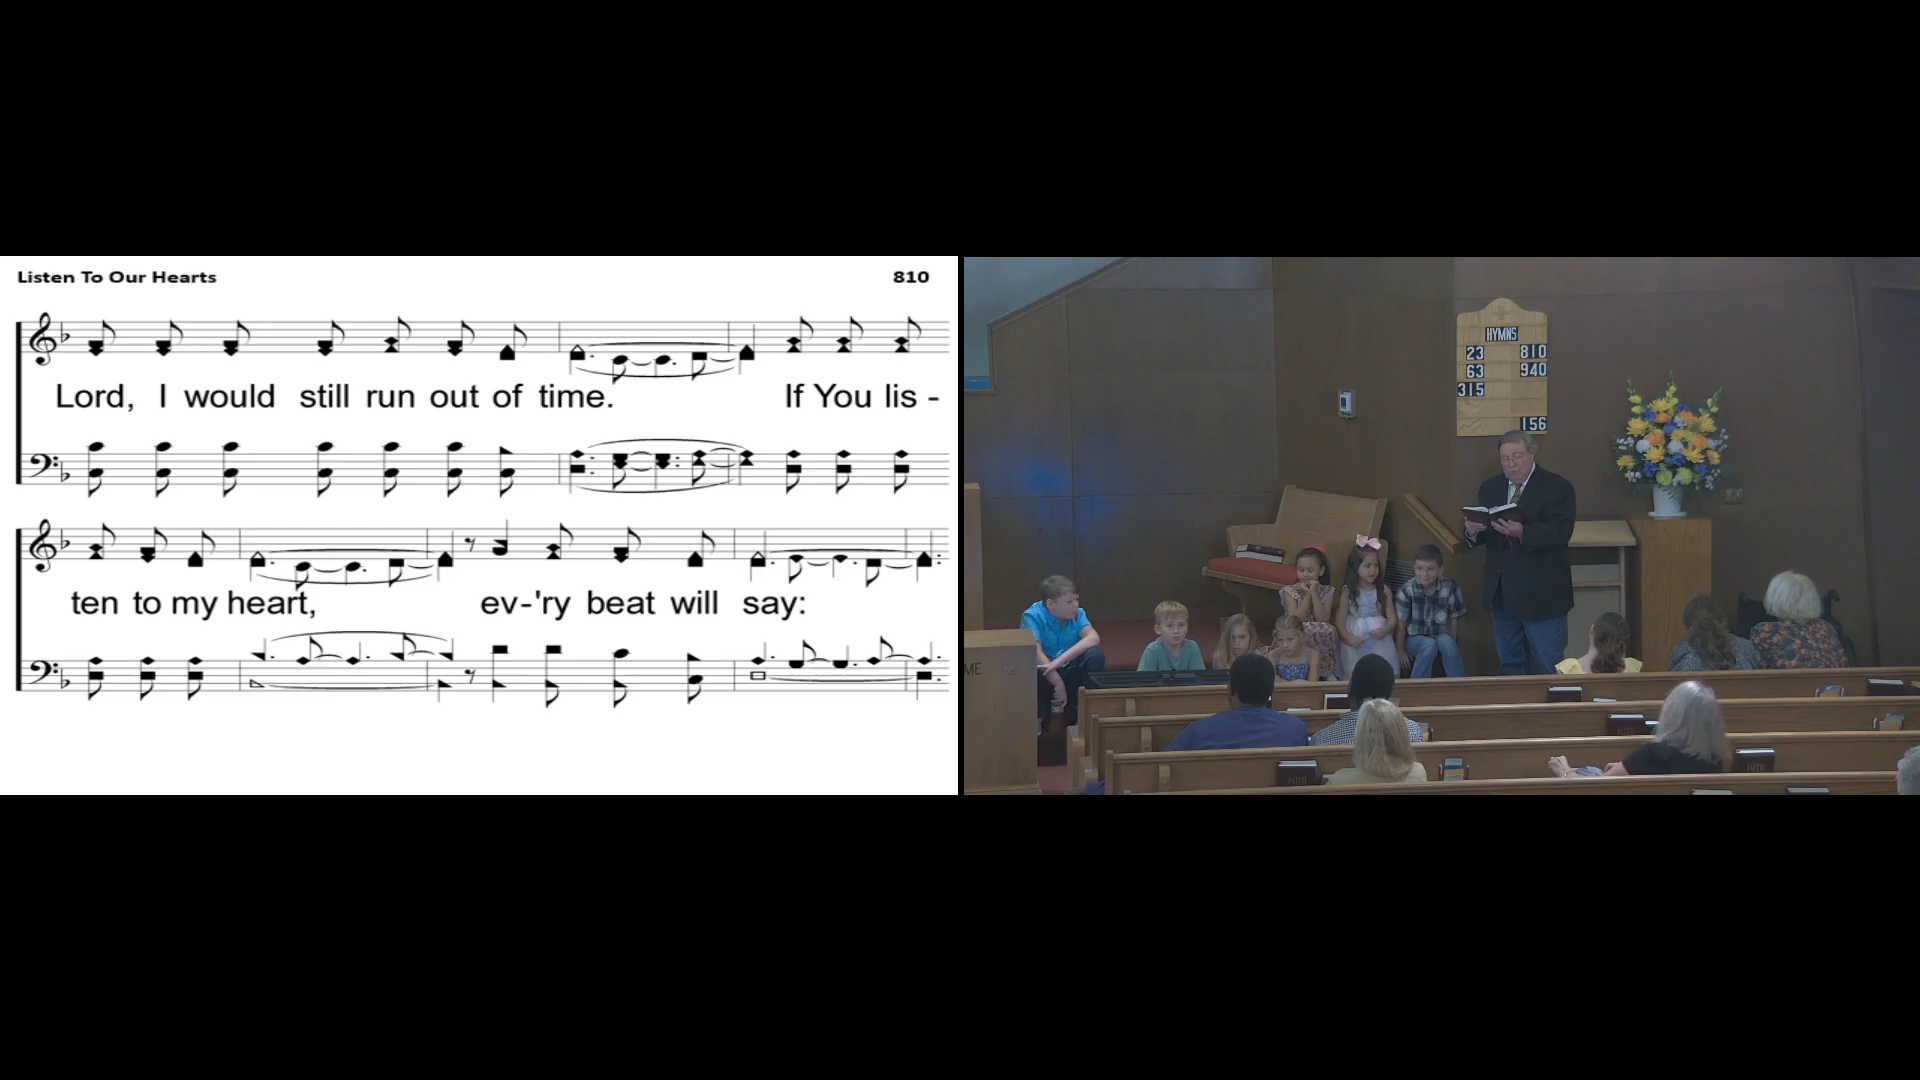 Listen To Our Hearts 810
Lord, I would still run out of time. If You lis -
ten to my heart, ev-'ry beat will say:
HYMNS
23 810
63 940
315
156
ME